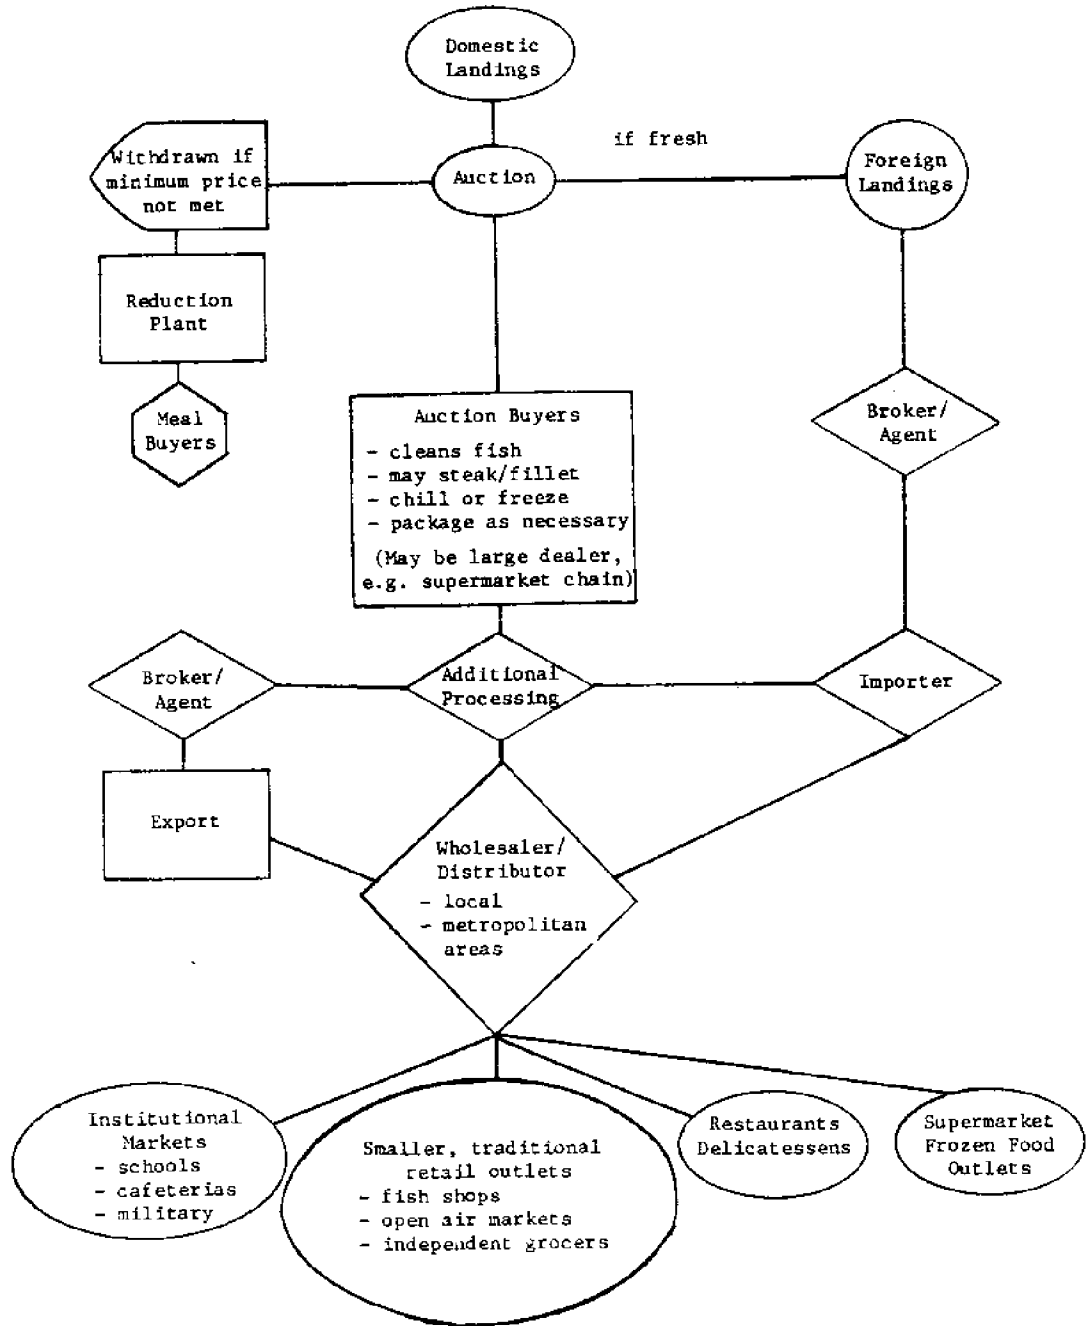 Domestic
Landings
if fresh
Withdrawn if
minimum price
not met
Auction
Foreign
Landings
Reduction
Plant
Meal
Buyers
Auction Buyers
- cleans fish
- may steak/fillet
- chill or freeze
- package as necessary
(May be large dealer,
e.g. supermarket chain)
Broker/
Agent
Broker/
Agent
Additional
Processing
Importer
Export
Wholesaler/
Distributor
- local
- metropolitan
areas
Institutional
Markets
- schools
- cafeterias
- military
Smaller, traditional
retail outlets
- fish shops
- open air markets
- independent grocers
Restaurants
Delicatessens
Supermarket
Frozen Food
Outlets